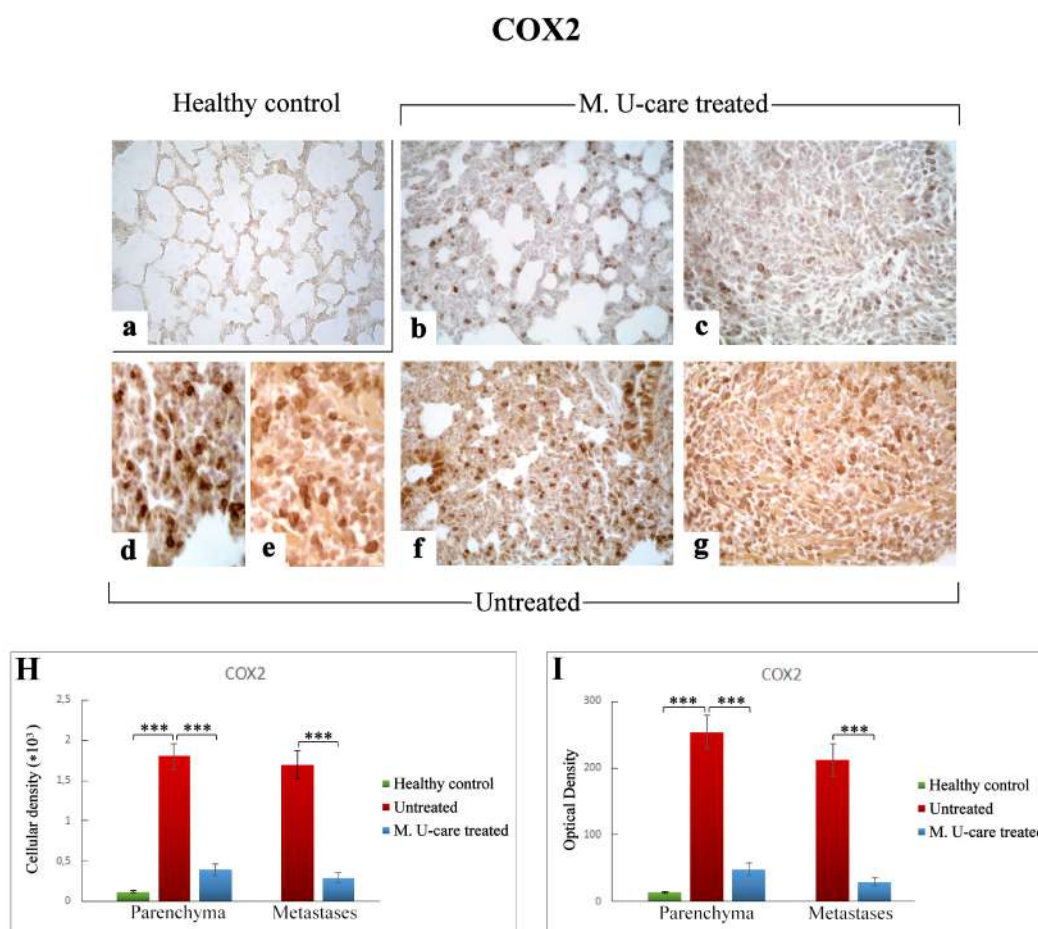 COX2
Healthy control
M. U-care treated
a
b
c
d
e
f
g
Untreated
H
COX2
Cellular density (*10³)
2,5
2
1,5
1
0,5
0
*** ***
***
Parenchyma
Metastases
Healthy control
Untreated
M. U-care treated
I
COX2
Optical Density
300
200
100
0
*** ***
***
Parenchyma
Metastases
Healthy control
Untreated
M. U-care treated